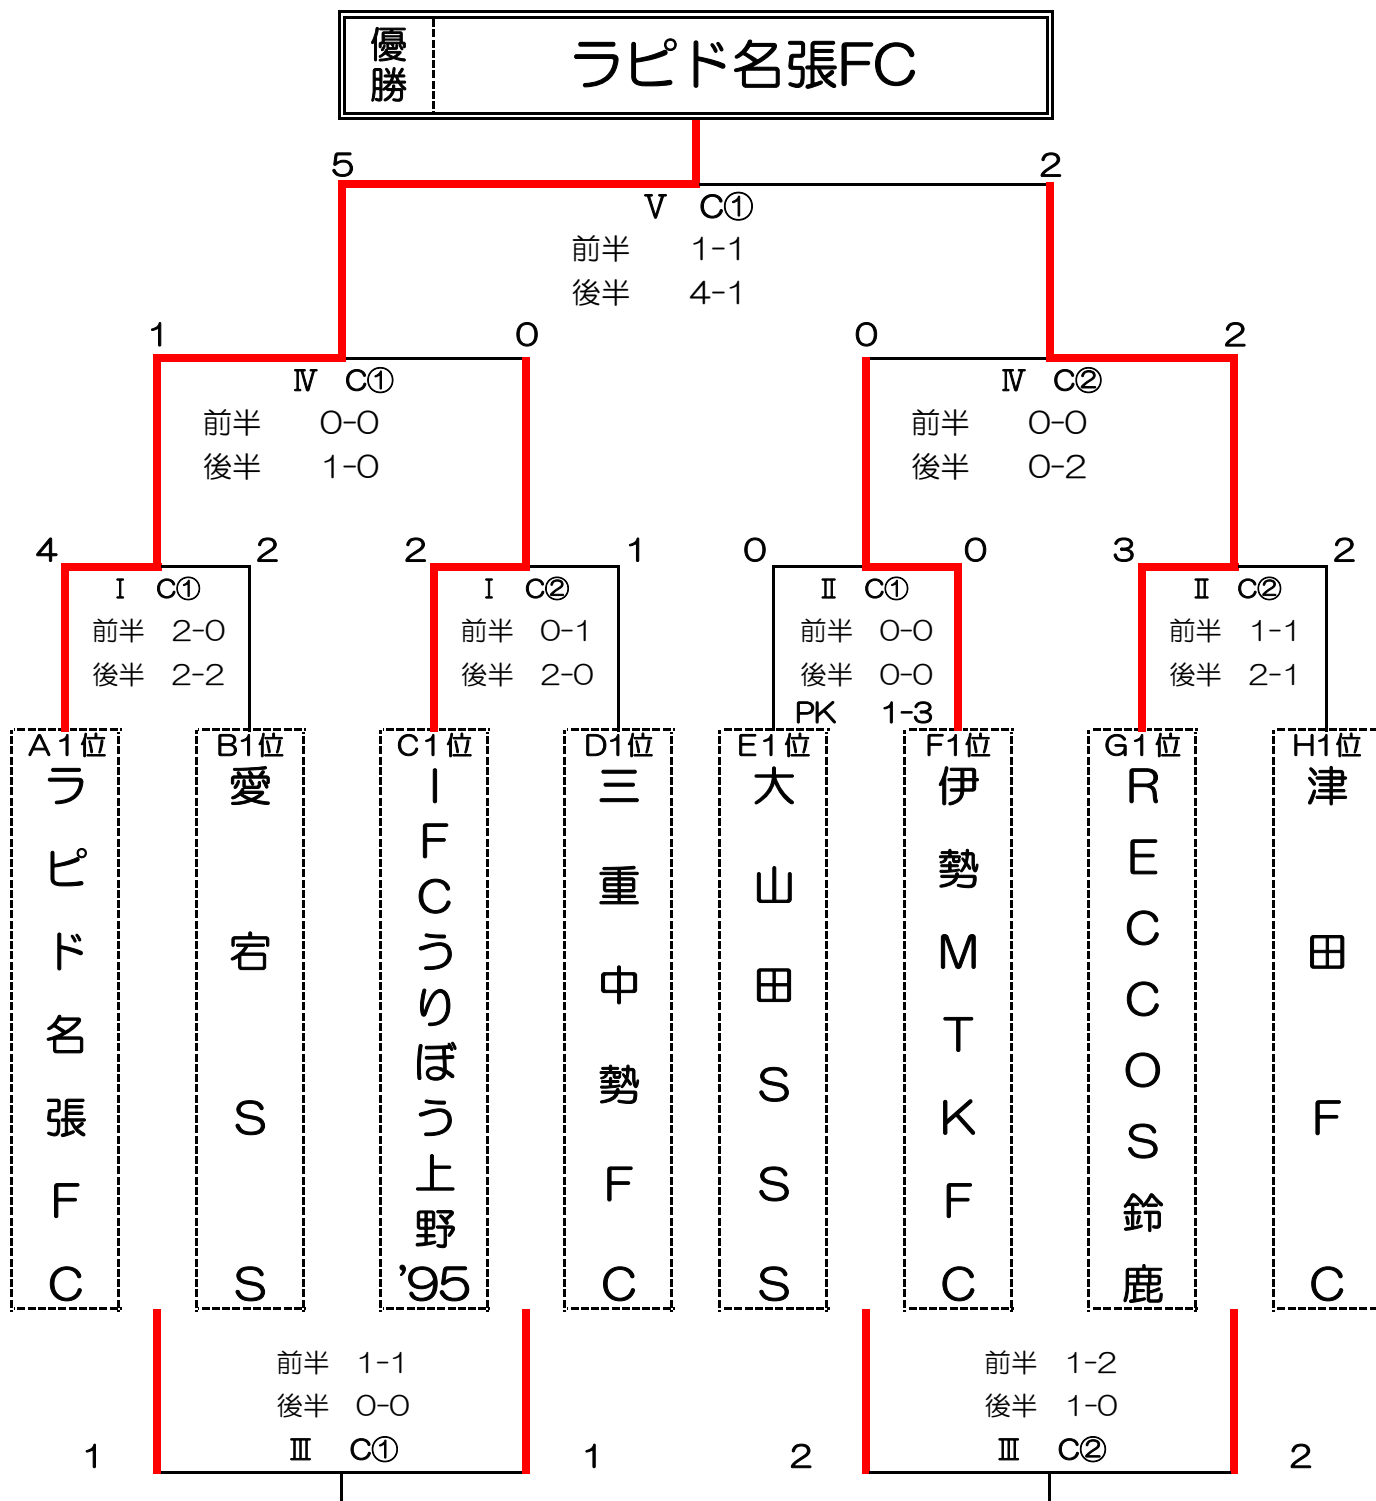 優勝 ラピド名張FC
5 2
Ⅴ C①
前半 1-1
後半 4-1
1 0 0 2
Ⅳ C① Ⅳ C②
前半 0-0 前半 0-0
後半 1-0 後半 0-2
4 2 2 1 0 0 3 2
Ⅰ C① Ⅰ C② Ⅱ C① Ⅱ C②
前半 2-0 前半 0-1 前半 0-0 前半 1-1
後半 2-2 後半 2-0 後半 0-0 後半 2-1
PK 1-3
A1位 B1位 C1位 D1位 E1位 F1位 G1位 H1位
ラピド名張FC
愛宕SS
IFCうりぼう上野'95
三重中勢FC
大山田SS
伊勢MTKFC
RECCOS鈴鹿
津田FC
前半 1-1 前半 1-2
後半 0-0 後半 1-0
1 Ⅲ C① 1 2 Ⅲ C② 2